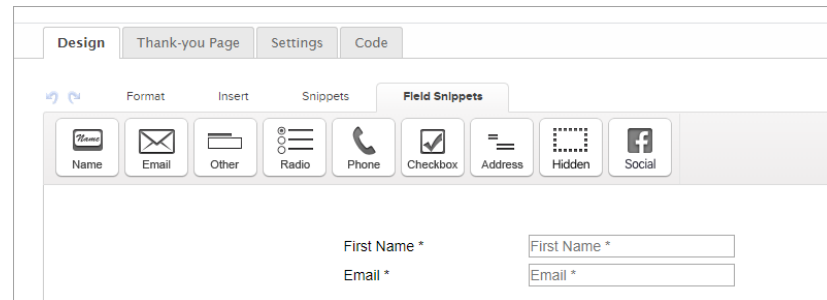 Design Thank-you Page Settings Code
Format Insert Snippets Field Snippets
Name
Name Email Other Radio Phone Checkbox Address Hidden Social
First Name * First Name *
Email * Email *